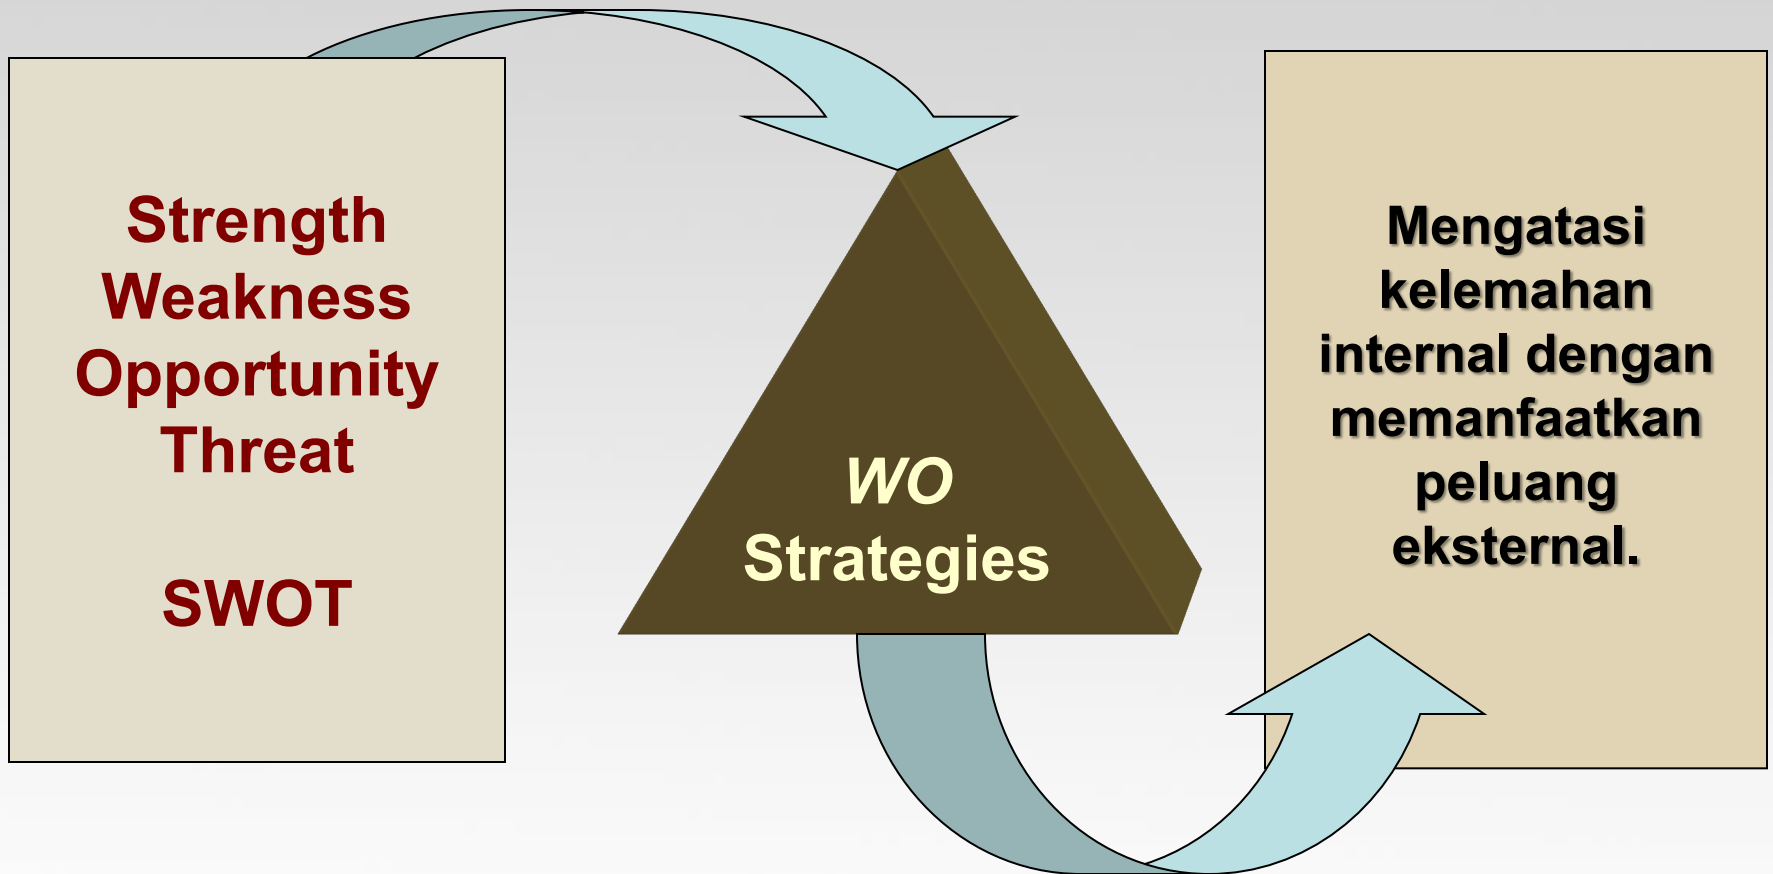 Strength
Weakness
Opportunity
Threat
SWOT
WO
Strategies
Mengatasi
kelemahan
internal dengan
memanfaatkan
peluang
eksternal.